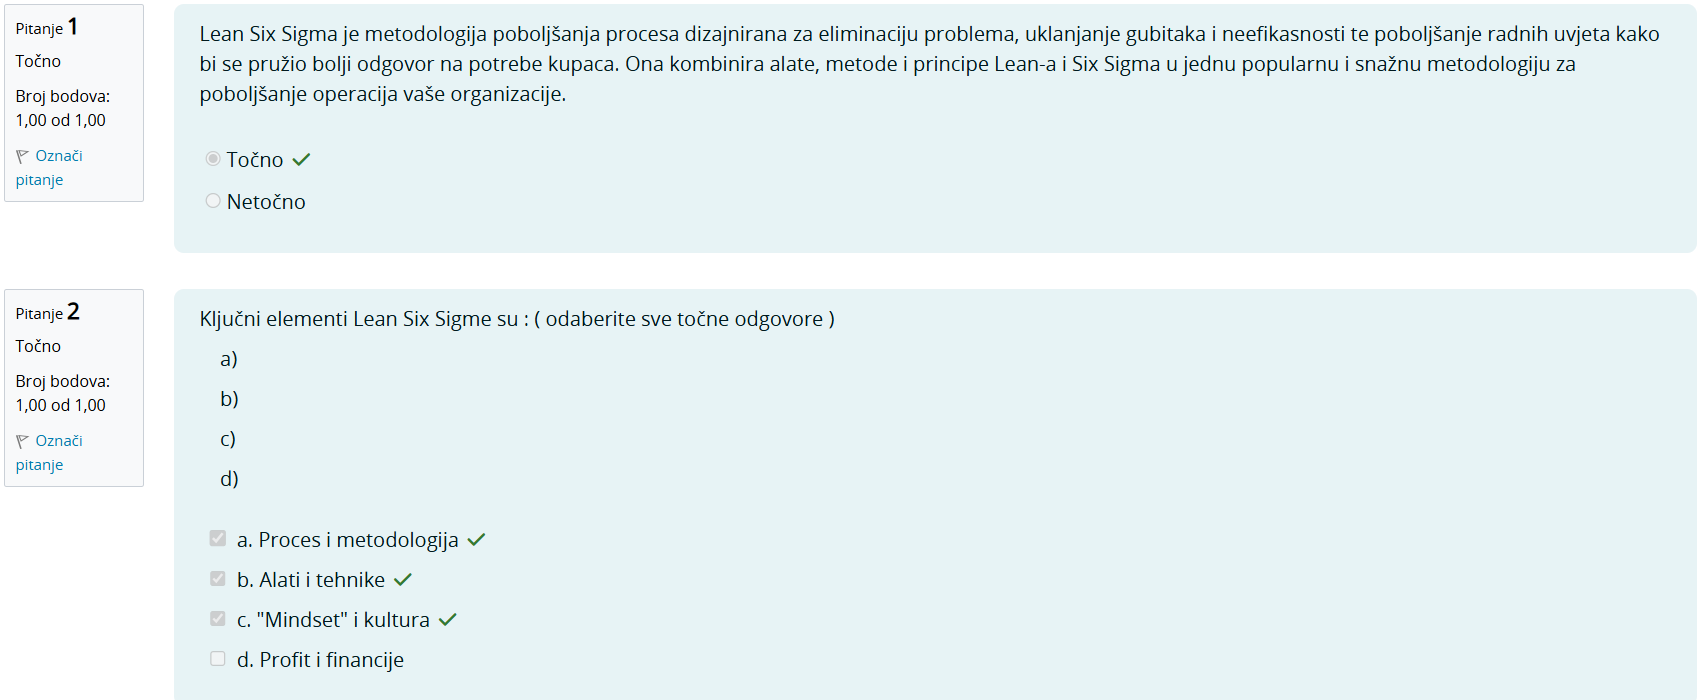 Pitanje 1
Točno
Broj bodova:
1,00 od 1,00
Označi
pitanje
Lean Six Sigma je metodologija poboljšanja procesa dizajnirana za eliminaciju problema, uklanjanje gubitaka i neefikasnosti te poboljšanje radnih uvjeta kako
bi se pružio bolji odgovor na potrebe kupaca. Ona kombinira alate, metode i principe Lean-a i Six Sigma u jednu popularnu i snažnu metodologiju za
poboljšanje operacija vaše organizacije.
Točno
Netočno
Pitanje 2
Točno
Broj bodova:
1,00 od 1,00
Označi
pitanje
Ključni elementi Lean Six Sigme su : ( odaberite sve točne odgovore )
a)
b)
c)
d)
a. Proces i metodologija
b. Alati i tehnike
c. "Mindset" i kultura
d. Profit i financije